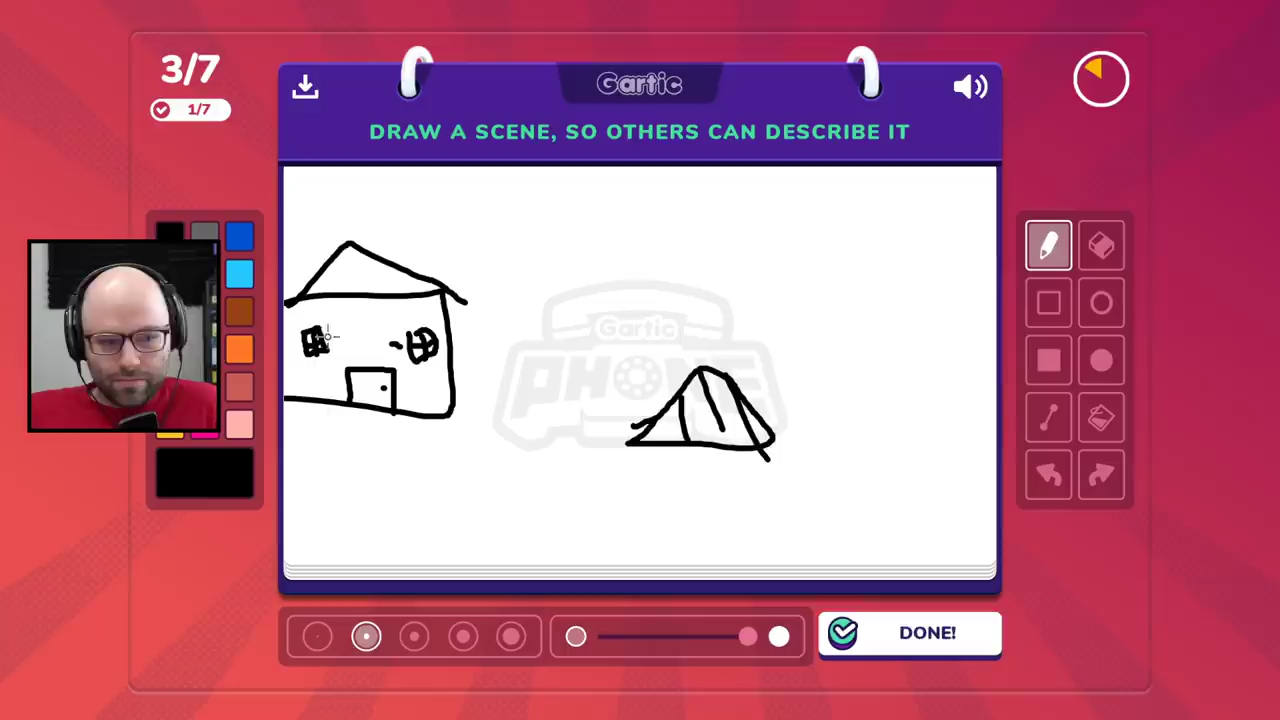 3/7
1/7
Gartic
DRAW A SCENE, SO OTHERS CAN DESCRIBE IT
Gartic
PHONE
DONE!